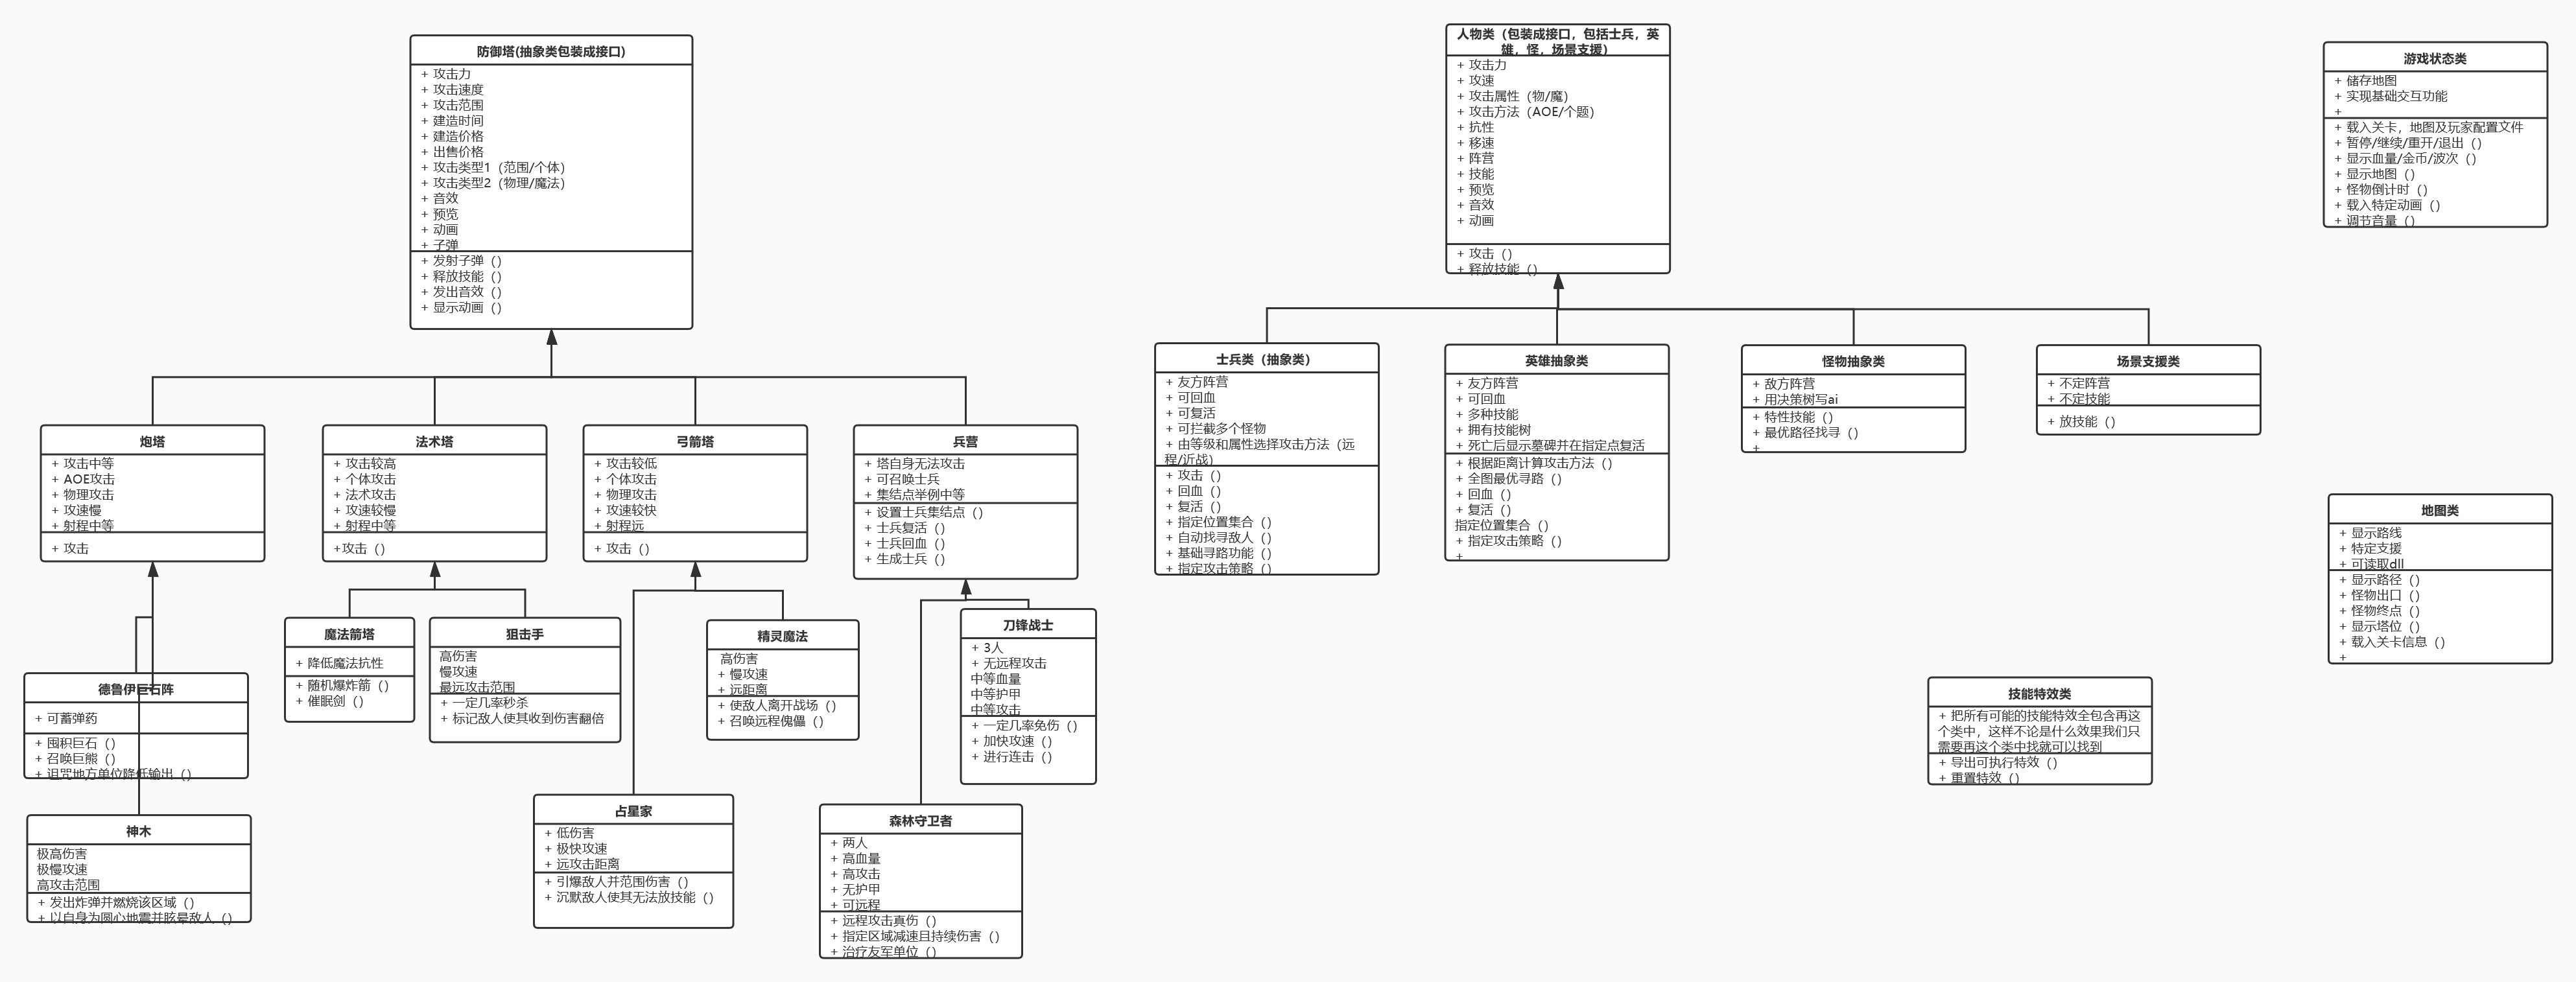 防御塔(抽象类包装成接口)
+ 攻击力
+ 攻击速度
+ 攻击范围
+ 建造时间
+ 建造价格
+ 出售价格
+ 攻击类型1（范围/个体）
+ 攻击类型2（物理/魔法）
+ 音效
+ 预览
+ 动画
+ 子弹
+ 发射子弹（）
+ 释放技能（）
+ 发出音效（）
+ 显示动画（）
炮塔
+ 攻击中等
+ AOE攻击
+ 物理攻击
+ 攻速慢
+ 射程中等
+ 攻击
法术塔
+ 攻击较高
+ 个体攻击
+ 法术攻击
+ 攻速较慢
+ 射程中等
+攻击（）
弓箭塔
+ 攻击较低
+ 个体攻击
+ 物理攻击
+ 攻速较快
+ 射程远
+ 攻击（）
兵营
+ 塔自身无法攻击
+ 可召唤士兵
+ 集结点举例中等
+ 设置士兵集结点（）
+ 士兵复活（）
+ 士兵回血（）
+ 生成士兵（）
德鲁伊巨石阵
+ 可蓄弹药
+ 囤积巨石（）
+ 召唤巨熊（）
+ 诅咒地方单位降低输出（）
神木
极高伤害
极慢攻速
高攻击范围
+ 发出炸弹并燃烧该区域（）
+ 以自身为圆心地震并眩晕敌人（）
魔法箭塔
+ 降低魔法抗性
+ 随机爆炸箭（）
+ 催眠剑（）
狙击手
高伤害
慢攻速
最远攻击范围
+ 一定几率秒杀
+ 标记敌人使其收到伤害翻倍
占星家
+ 低伤害
+ 极快攻速
+ 远攻击距离
+ 引爆敌人并范围伤害（）
+ 沉默敌人使其无法放技能（）
精灵魔法
高伤害
+ 慢攻速
+ 远距离
+ 使敌人离开战场（）
+ 召唤远程傀儡（）
森林守卫者
+ 两人
+ 高血量
+ 高攻击
+ 无护甲
+ 可远程
+ 远程攻击真伤（）
+ 指定区域减速且持续伤害（）
+ 治疗友军单位（）
刀锋战士
+ 3人
+ 无远程攻击
中等血量
中等护甲
中等攻击
+ 一定几率免伤（）
+ 加快攻速（）
+ 进行连击（）
人物类（包装成接口，包括士兵，英
雄，怪，场景支援）
+ 攻击力
+ 攻速
+ 攻击属性（物/魔）
+ 攻击方法（AOE/个题）
+ 抗性
+ 移速
+ 阵营
+ 技能
+ 预览
+ 音效
+ 动画
+ 攻击（）
+ 释放技能（）
士兵类（抽象类）
+ 友方阵营
+ 可回血
+ 可复活
+ 可拦截多个怪物
+ 由等级和属性选择攻击方法（远
程/近战）
+ 攻击（）
+ 回血（）
+ 复活（）
+ 指定位置集合（）
+ 自动找寻敌人（）
+ 基础寻路功能（）
+ 指定攻击策略（）
英雄抽象类
+ 友方阵营
+ 可回血
+ 多种技能
+ 拥有技能树
+ 死亡后显示墓碑并在指定点复活
+ 根据距离计算攻击方法（）
+ 全图最优寻路（）
+ 回血（）
+ 复活（）
指定位置集合（）
+ 指定攻击策略（）
+
怪物抽象类
+ 敌方阵营
+ 用决策树写ai
+ 特性技能（）
+ 最优路径找寻（）
+
场景支援类
+ 不定阵营
+ 不定技能
+ 放技能（）
游戏状态类
+ 储存地图
+ 实现基础交互功能
+
+ 载入关卡，地图及玩家配置文件
+ 暂停/继续/重开/退出（）
+ 显示血量/金币/波次（）
+ 显示地图（）
+ 怪物倒计时（）
+ 载入特定动画（）
+ 调节音量（）
地图类
+ 显示路线
+ 特定支援
+ 可读取dll
+ 显示路径（）
+ 怪物出口（）
+ 怪物终点（）
+ 显示塔位（）
+ 载入关卡信息（）
+
技能特效类
+ 把所有可能的技能特效全包含再这
个类中，这样不论是什么效果我们只
需要再这个类中找就可以找到
+ 导出可执行特效（）
+ 重置特效（）